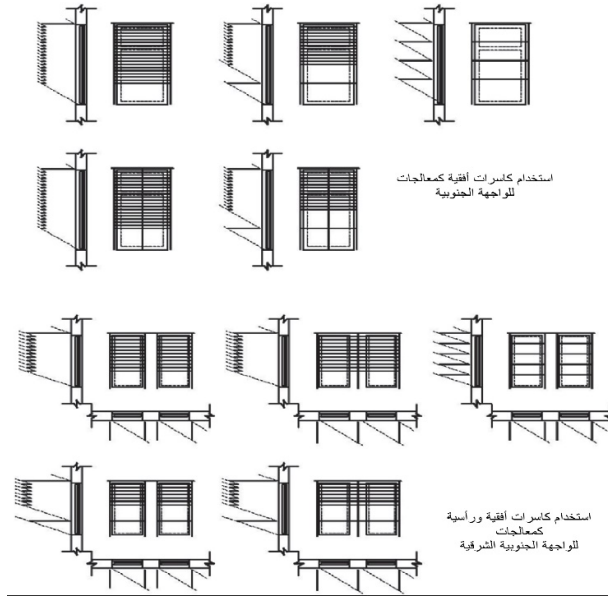 استخدام كاسرات أفقية كمعالجات
للواجهة الجنوبية
استخدام كاسرات أفقية ورأسية
كمعالجات
للواجهة الجنوبية الشرقية